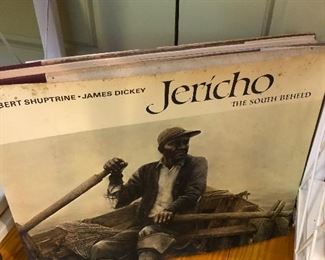 BERT SHUPTRINE • JAMES DICKEY
Jericho
THE SOUTH BEHELD